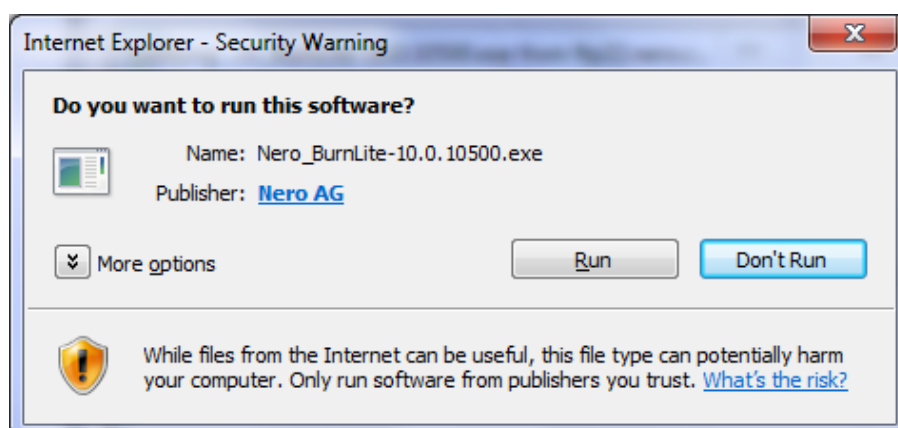 Internet Explorer - Security Warning
Do you want to run this software?
Name: Nero_BurnLite-10.0.10500.exe
Publisher: Nero AG
More options
Run
Don't Run
While files from the Internet can be useful, this file type can potentially harm
your computer. Only run software from publishers you trust. What's the risk?